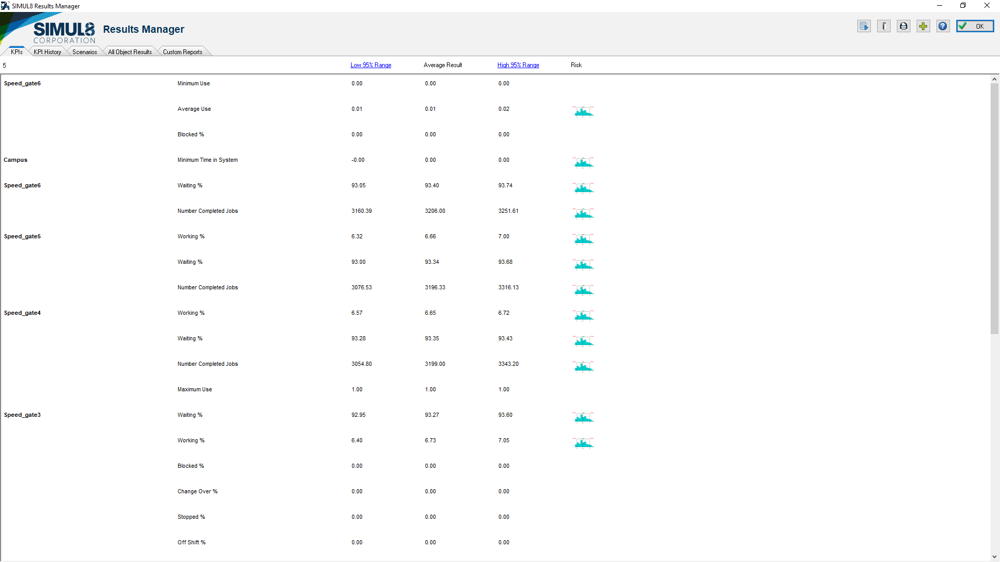 SIMUL8 Results Manager
SIMUL8 CORPORATION Results Manager OK
KPIs KPI History Scenarios All Object Results Custom Reports
5 Low 95% Range Average Result High 95% Range Risk
Speed_gate6 Minimum Use 0.00 0.00 0.00
Average Use 0.01 0.01 0.02
Blocked % 0.00 0.00 0.00
Campus Minimum Time in System -0.00 0.00 0.00
Speed_gate6 Waiting % 93.05 93.40 93.74
Number Completed Jobs 3160.39 3206.00 3251.61
Speed_gate5 Working % 6.32 6.66 7.00
Waiting % 93.00 93.34 93.68
Number Completed Jobs 3076.53 3196.33 3316.13
Speed_gate4 Working % 6.57 6.65 6.72
Waiting % 93.28 93.35 93.43
Number Completed Jobs 3054.80 3199.00 3343.20
Maximum Use 1.00 1.00 1.00
Speed_gate3 Waiting % 92.95 93.27 93.60
Working % 6.40 6.73 7.05
Blocked % 0.00 0.00 0.00
Change Over % 0.00 0.00 0.00
Stopped % 0.00 0.00 0.00
Off Shift % 0.00 0.00 0.00